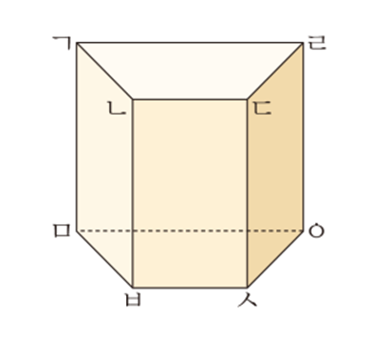 ㄱ ㄹ
ㄴ ㄷ
ㅁ ㅇ
ㅂ ㅅ